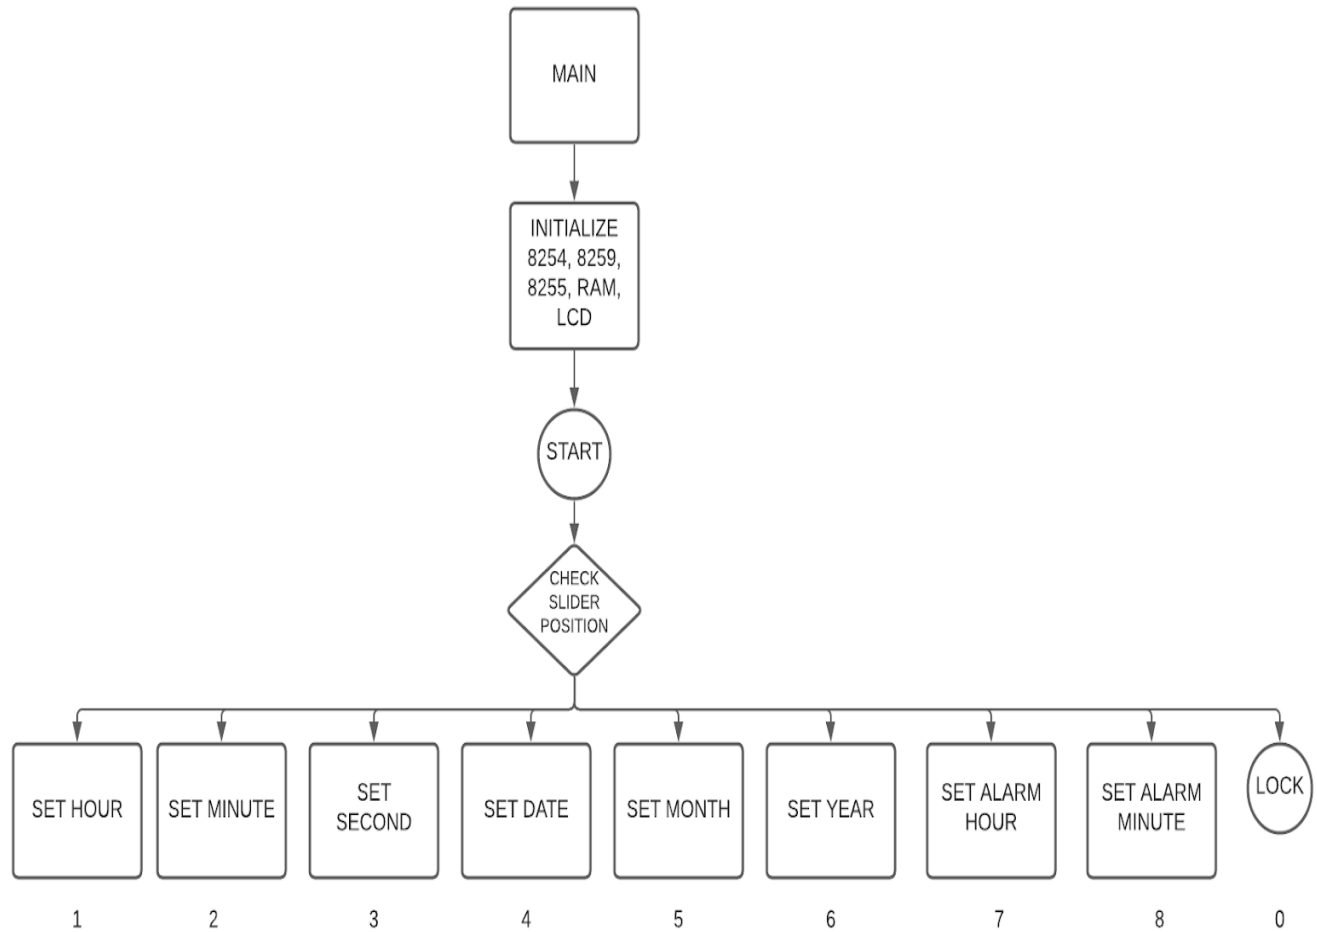 MAIN
INITIALIZE
8254, 8259,
8255, RAM,
LCD
START
CHECK
SLIDER
POSITION
SET HOUR
SET MINUTE
SET
SECOND
SET DATE
SET MONTH
SET YEAR
SET ALARM
HOUR
SET ALARM
MINUTE
LOCK
1
2
3
4
5
6
7
8
0